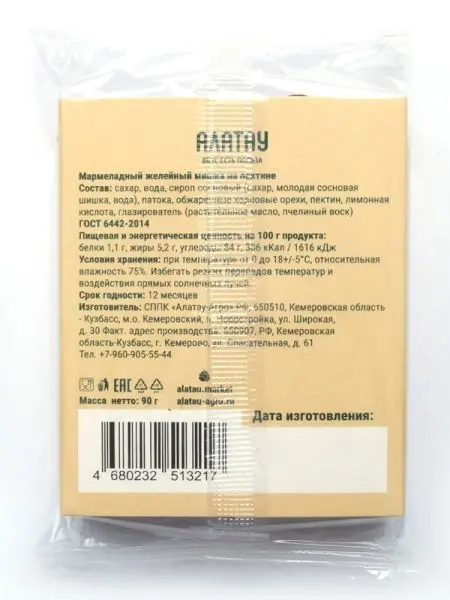 АЛАТАУ
ВКУС ЕСТЬ ПОЛЬЗА
Мармеладный желейный мишка на пектине
Состав: сахар, вода, сироп сосновый (сахар, молодая сосновая
шишка, вода), патока, обжаренные кедровые орехи, пектин, лимонная
кислота, глазирователь (растительное масло, пчелиный воск)
ГОСТ 6442-2014
Пищевая и энергетическая ценность на 100 г продукта:
белки 1,1 г, жиры 5,2 г, углеводы 84 г, 386 кКал / 1616 кДж
Условия хранения: при температуре от 0 до 18+/-5°С, относительная
влажность 75%. Избегать резких перепадов температур и
воздействия прямых солнечных лучей.
Срок годности: 12 месяцев
Изготовитель: СППК «Алатау-Агро» РФ, 650510, Кемеровская область
- Кузбасс, м.о. Кемеровский, п. Новостройка, ул. Широкая,
д. 30 Факт. адрес производства: 650907, РФ, Кемеровская
область-Кузбасс, г. Кемерово, ул. Спасательная, д. 61
Тел. +7-960-905-55-44
EAC
alatau.market
Масса нетто: 90 г
alatau-agro.ru
Дата изготовления:
4 680232 513217